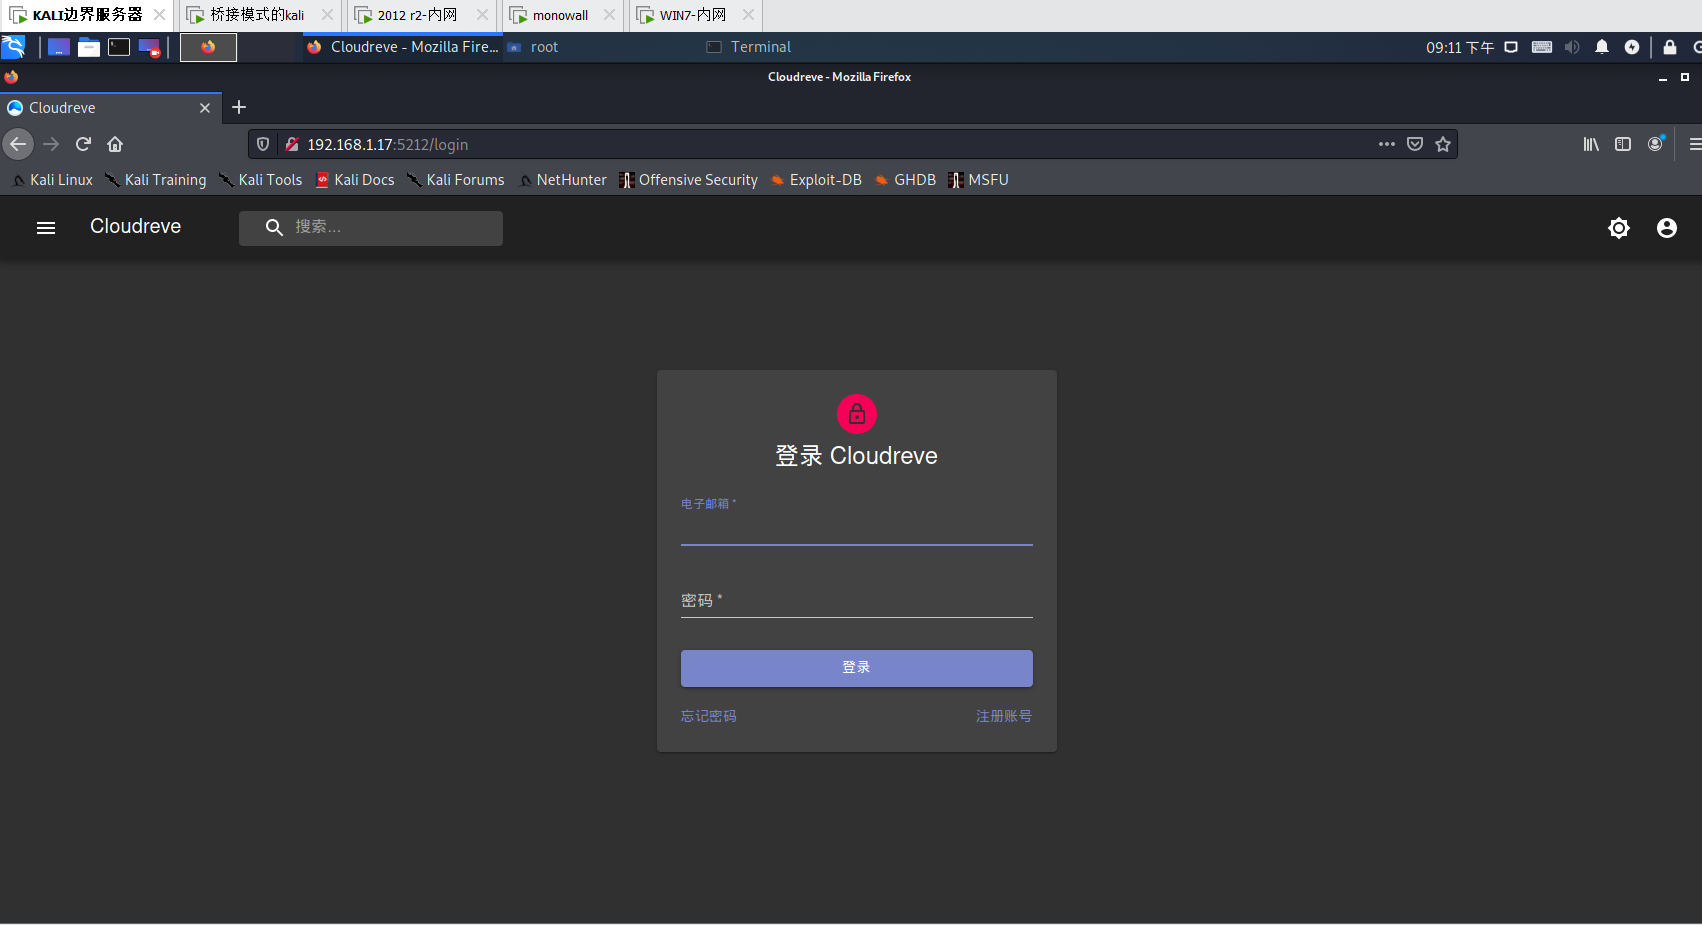 KALI边界服务器 桥接模式的kali 2012 r2-内网 monowall WIN7-内网
Cloudreve - Mozilla Fire... root Terminal 09:11 下午
Cloudreve - Mozilla Firefox
Cloudreve
192.168.1.17:5212/login
Kali Linux Kali Training Kali Tools Kali Docs Kali Forums NetHunter Offensive Security Exploit-DB GHDB MSFU
Cloudreve 搜索...
登录 Cloudreve
电子邮箱 *
密码 *
登录
忘记密码 注册账号